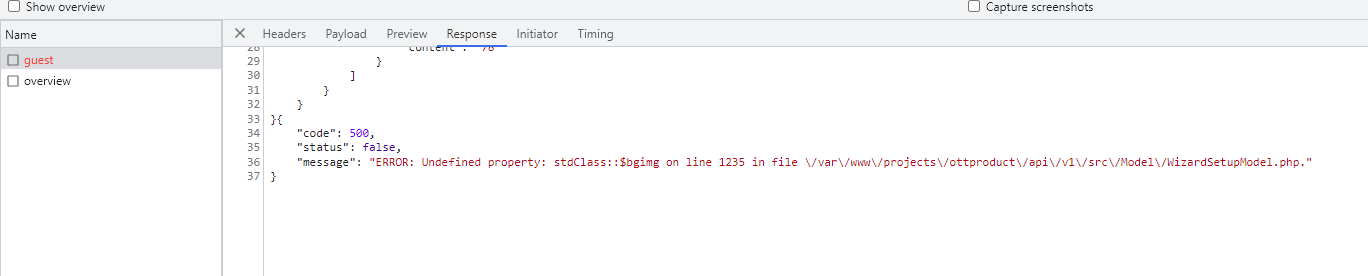 Show overview
Capture screenshots
Name
Headers
Payload
Preview
Response
Initiator
Timing
guest
overview
28 "content": "78"
29 }
30 ]
31 }
32 }
33 }{
34 "code": 500,
35 "status": false,
36 "message": "ERROR: Undefined property: stdClass::$bgimg on line 1235 in file \/var\/www\/projects\/ottproduct\/api\/v1\/src\/Model\/WizardSetupModel.php."
37 }